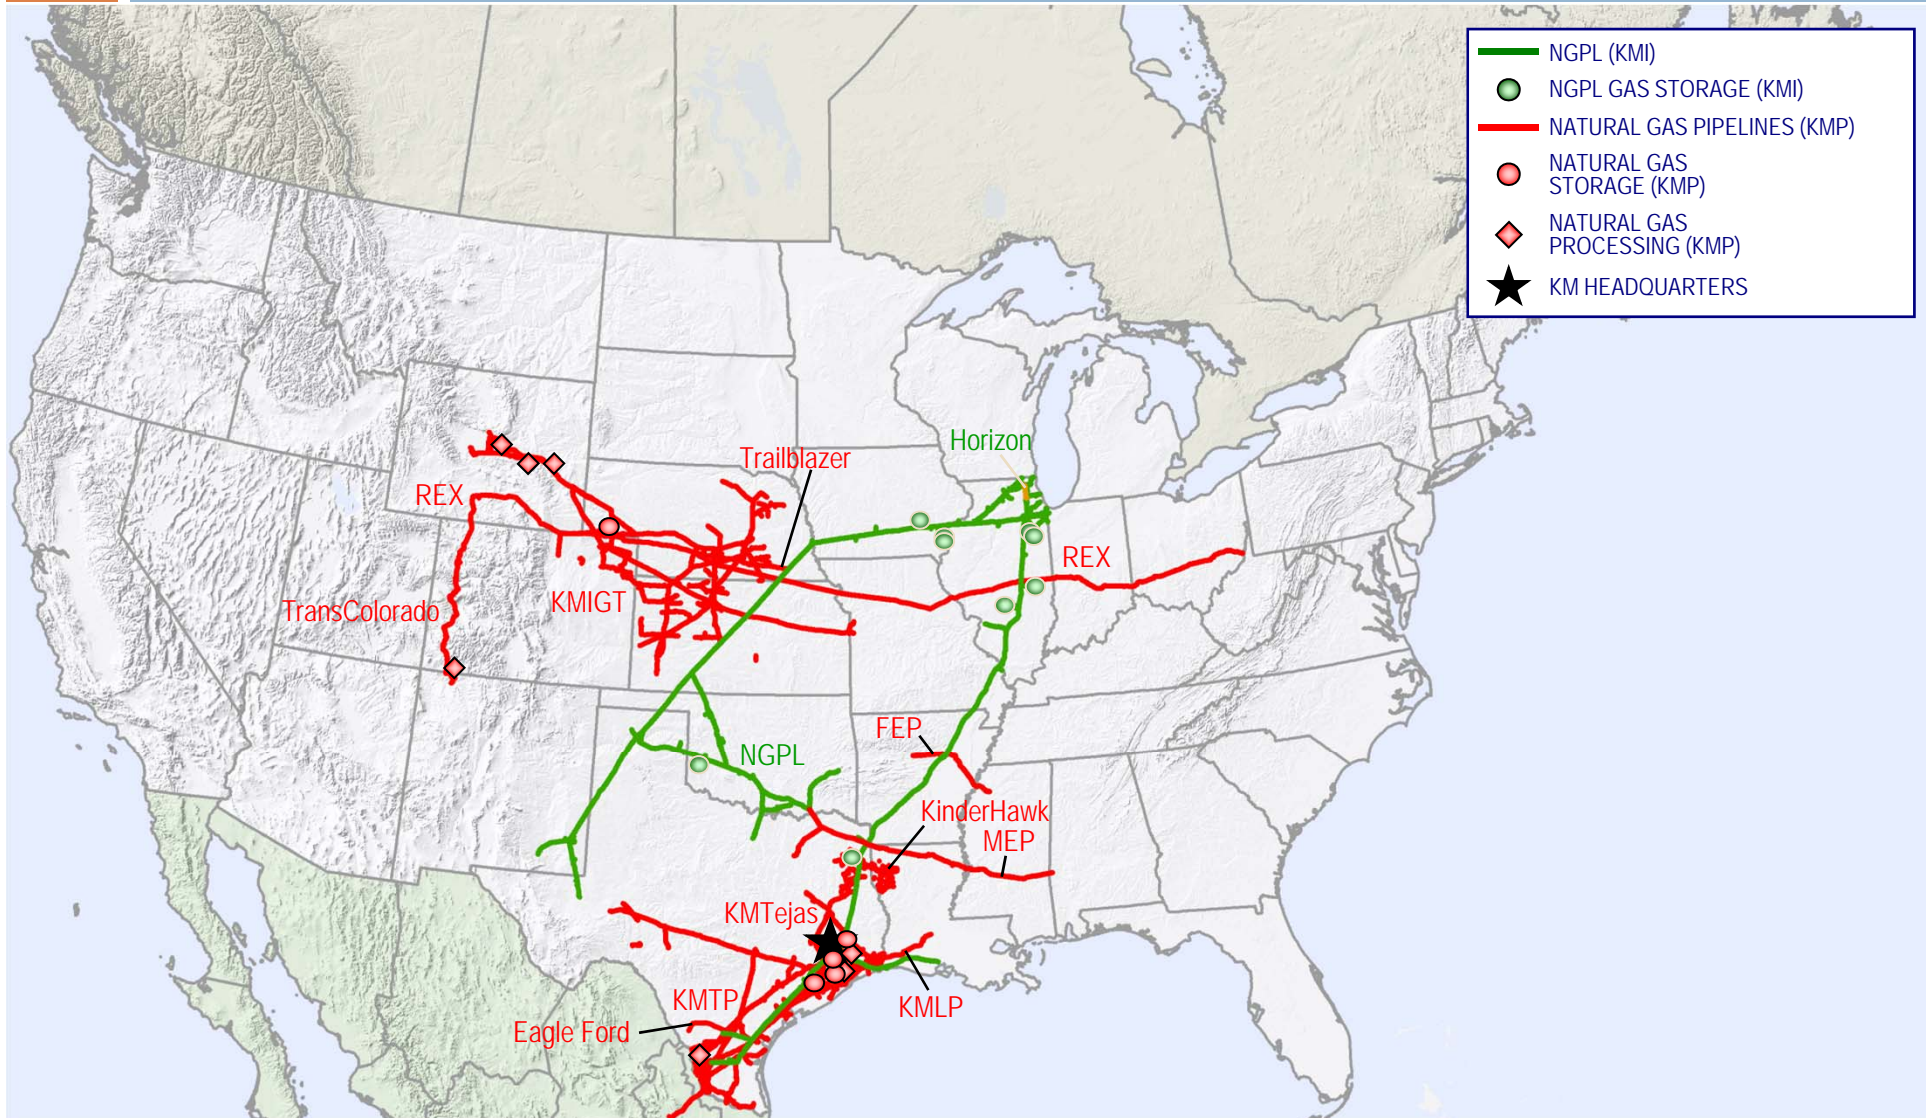 NGPL (KMI)
NGPL GAS STORAGE (KMI)
NATURAL GAS PIPELINES (KMP)
NATURAL GAS
STORAGE (KMP)
NATURAL GAS
PROCESSING (KMP)
KM HEADQUARTERS
Horizon
Trailblazer
REX
REX
TransColorado
KMIGT
FEP
NGPL
KinderHawk
MEP
KMTejas
KMTP
KMLP
Eagle Ford